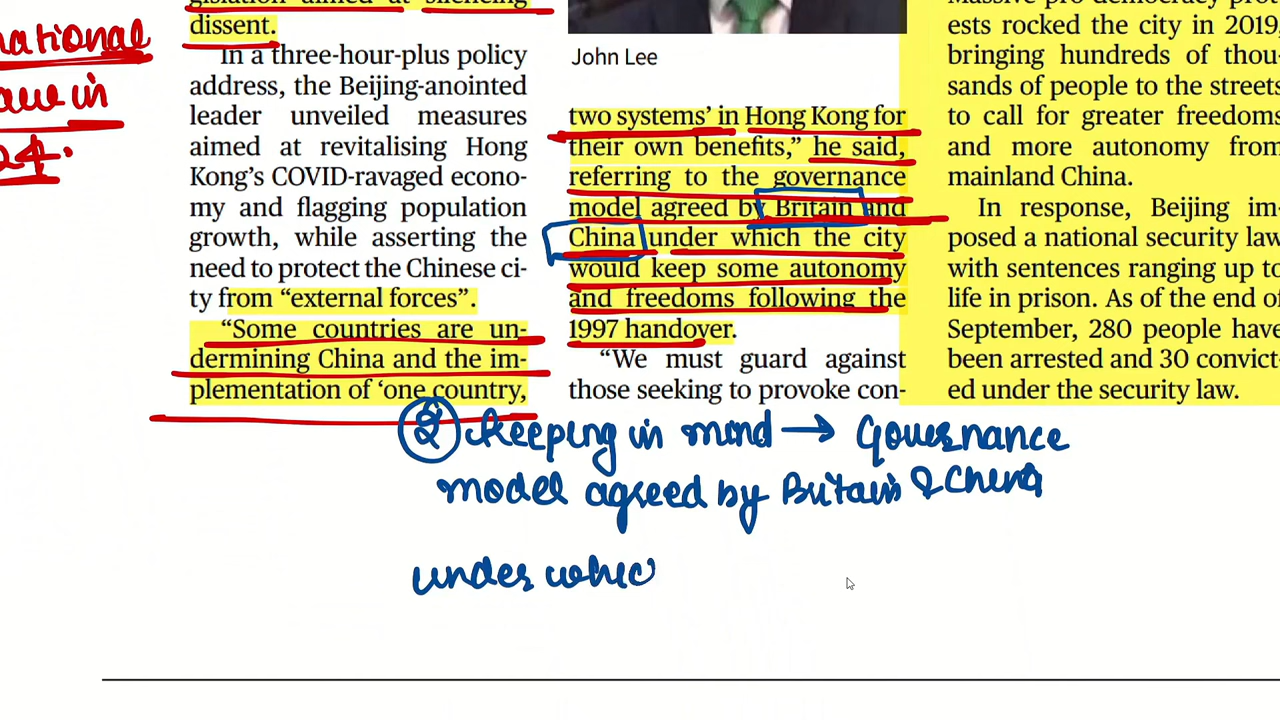 national
law in
24.
gislation aimed at silencing
dissent.
In a three-hour-plus policy
address, the Beijing-anointed
leader unveiled measures
aimed at revitalising Hong
Kong's COVID-ravaged econo-
my and flagging population
growth, while asserting the
need to protect the Chinese ci-
ty from “external forces”.
“Some countries are un-
dermining China and the im-
plementation of ‘one country,
John Lee
two systems’ in Hong Kong for
their own benefits,” he said,
referring to the governance
model agreed by Britain and
China under which the city
would keep some autonomy
and freedoms following the
1997 handover.
“We must guard against
those seeking to provoke con-
ests rocked the city in 2019,
bringing hundreds of thou-
sands of people to the streets
to call for greater freedoms
and more autonomy from
mainland China.
In response, Beijing im-
posed a national security law
with sentences ranging up to
life in prison. As of the end of
September, 280 people have
been arrested and 30 convict-
ed under the security law.
② Keeping in mind → Governance
model agreed by Britain & China
under whic